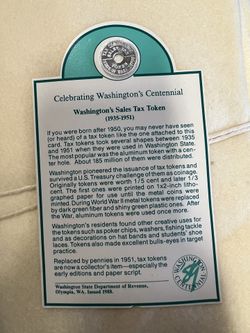 Celebrating Washington's Centennial
Washington's Sales Tax Token
(1935-1951)
If you were born after 1950, you may never have seen
(or heard) of a tax token like the one attached to this
card. Tax tokens took several shapes between 1935
and 1951 when they were used in Washington State.
The most popular was the aluminum token with a cen-
ter hole. About 185 million of them were distributed.
Washington pioneered the issuance of tax tokens and
survived a U.S. Treasury challenge of them as coinage.
Originally tokens were worth 1/5 cent and later 1/3
cent. The first ones were printed on 1x2-inch litho-
graphed paper for use until the metal coins were
minted. During World War II metal tokens were replaced
by dark green fiber and shiny green plastic ones. After
the War, aluminum tokens were used once more.
Washington's residents found other creative uses for
the tokens such as poker chips, washers, fishing tackle
and as decorations on hat bands and students' shoe
laces. Tokens also made excellent bulls-eyes in target
practice.
Replaced by pennies in 1951, tax tokens
are now a collector's item—especially the
early editions and paper script.
Washington State Department of Revenue,
Olympia, WA. Issued 1988.
WASHINGTON
CENTENNIAL